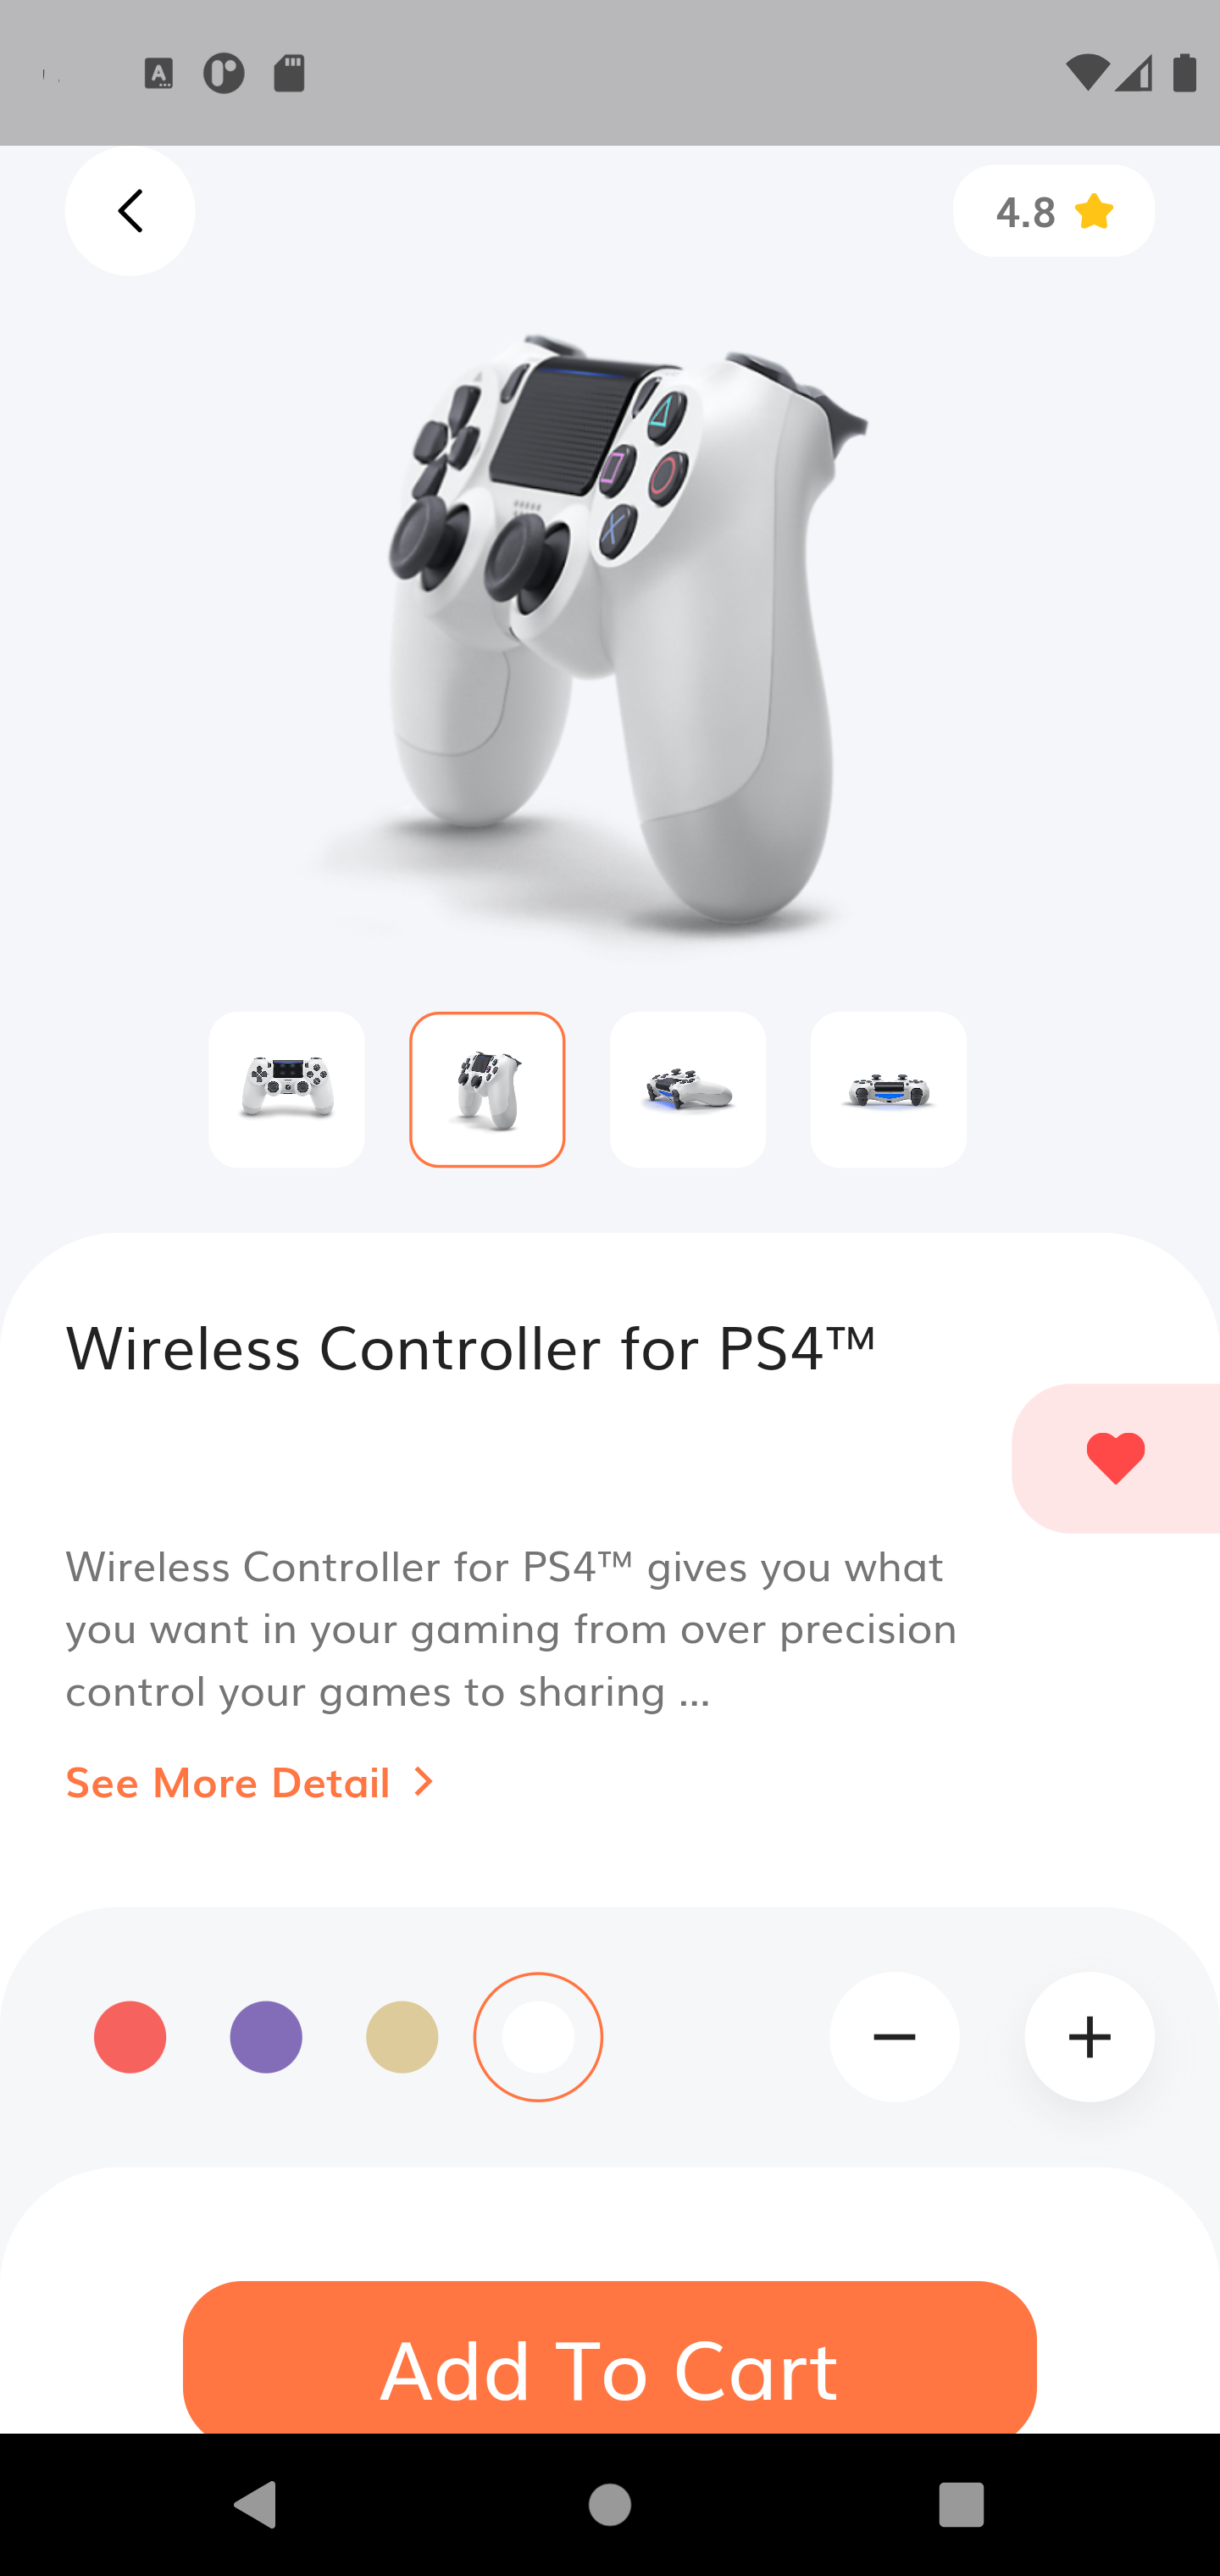 4.8
Wireless Controller for PS4™
Wireless Controller for PS4™ gives you what
you want in your gaming from over precision
control your games to sharing ...
See More Detail
Add To Cart